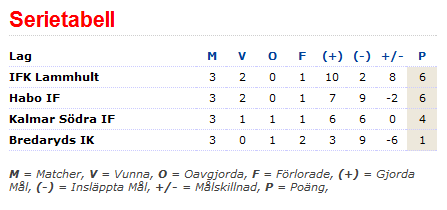 Serietabell
Lag M V O F (+) (-) +/- P
IFK Lammhult 3 2 0 1 10 2 8 6
Habo IF 3 2 0 1 7 9 -2 6
Kalmar Södra IF 3 1 1 1 6 6 0 4
Bredaryds IK 3 0 1 2 3 9 -6 1
M = Matcher, V = Vunna, O = Oavgjorda, F = Förlorade, (+) = Gjorda
Mål, (-) = Insläppta Mål, +/- = Målskillnad, P = Poäng,